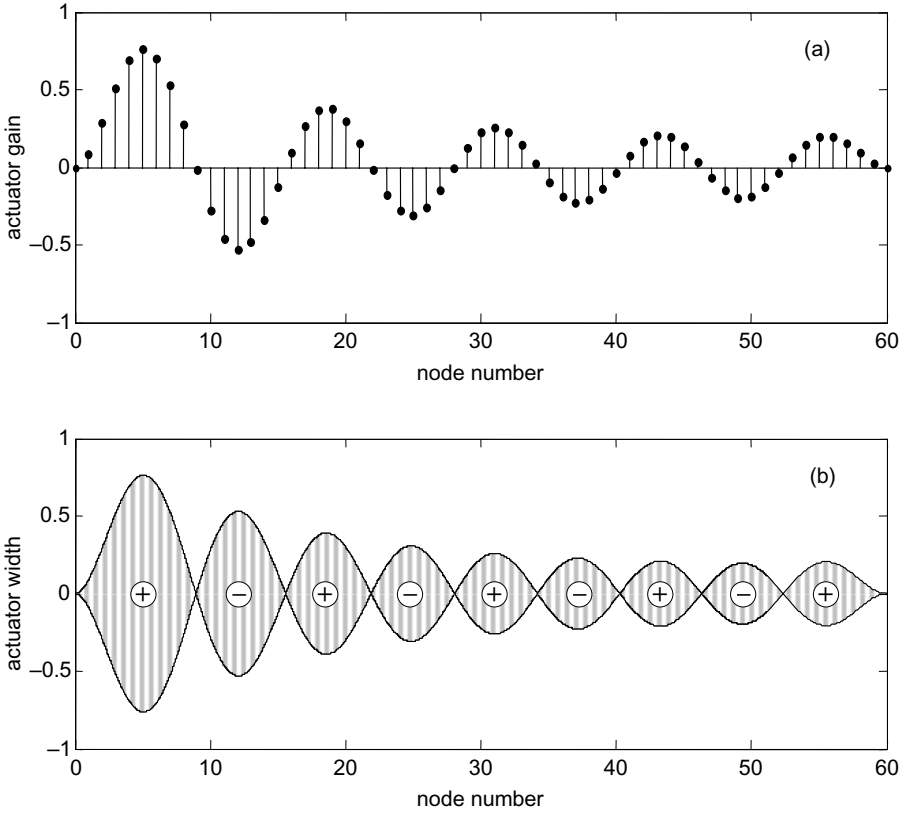 1
(a)
0.5
actuator gain
0
–0.5
–1
0 10 20 30 40 50 60
node number
1
(b)
0.5
actuator width
0
+ – + – + – + – +
–0.5
–1
0 10 20 30 40 50 60
node number